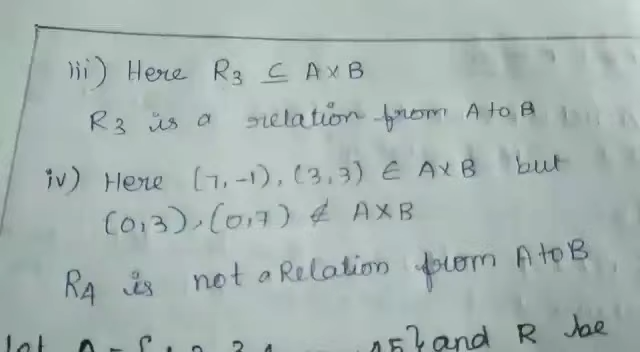 iii) Here R3 ⊆ A×B
R3 is a relation from A to B
iv) Here (7,-1), (3,3) ∈ A×B but
(0,3), (0,7) ∉ A×B
R4 is not a Relation from A to B
and R be